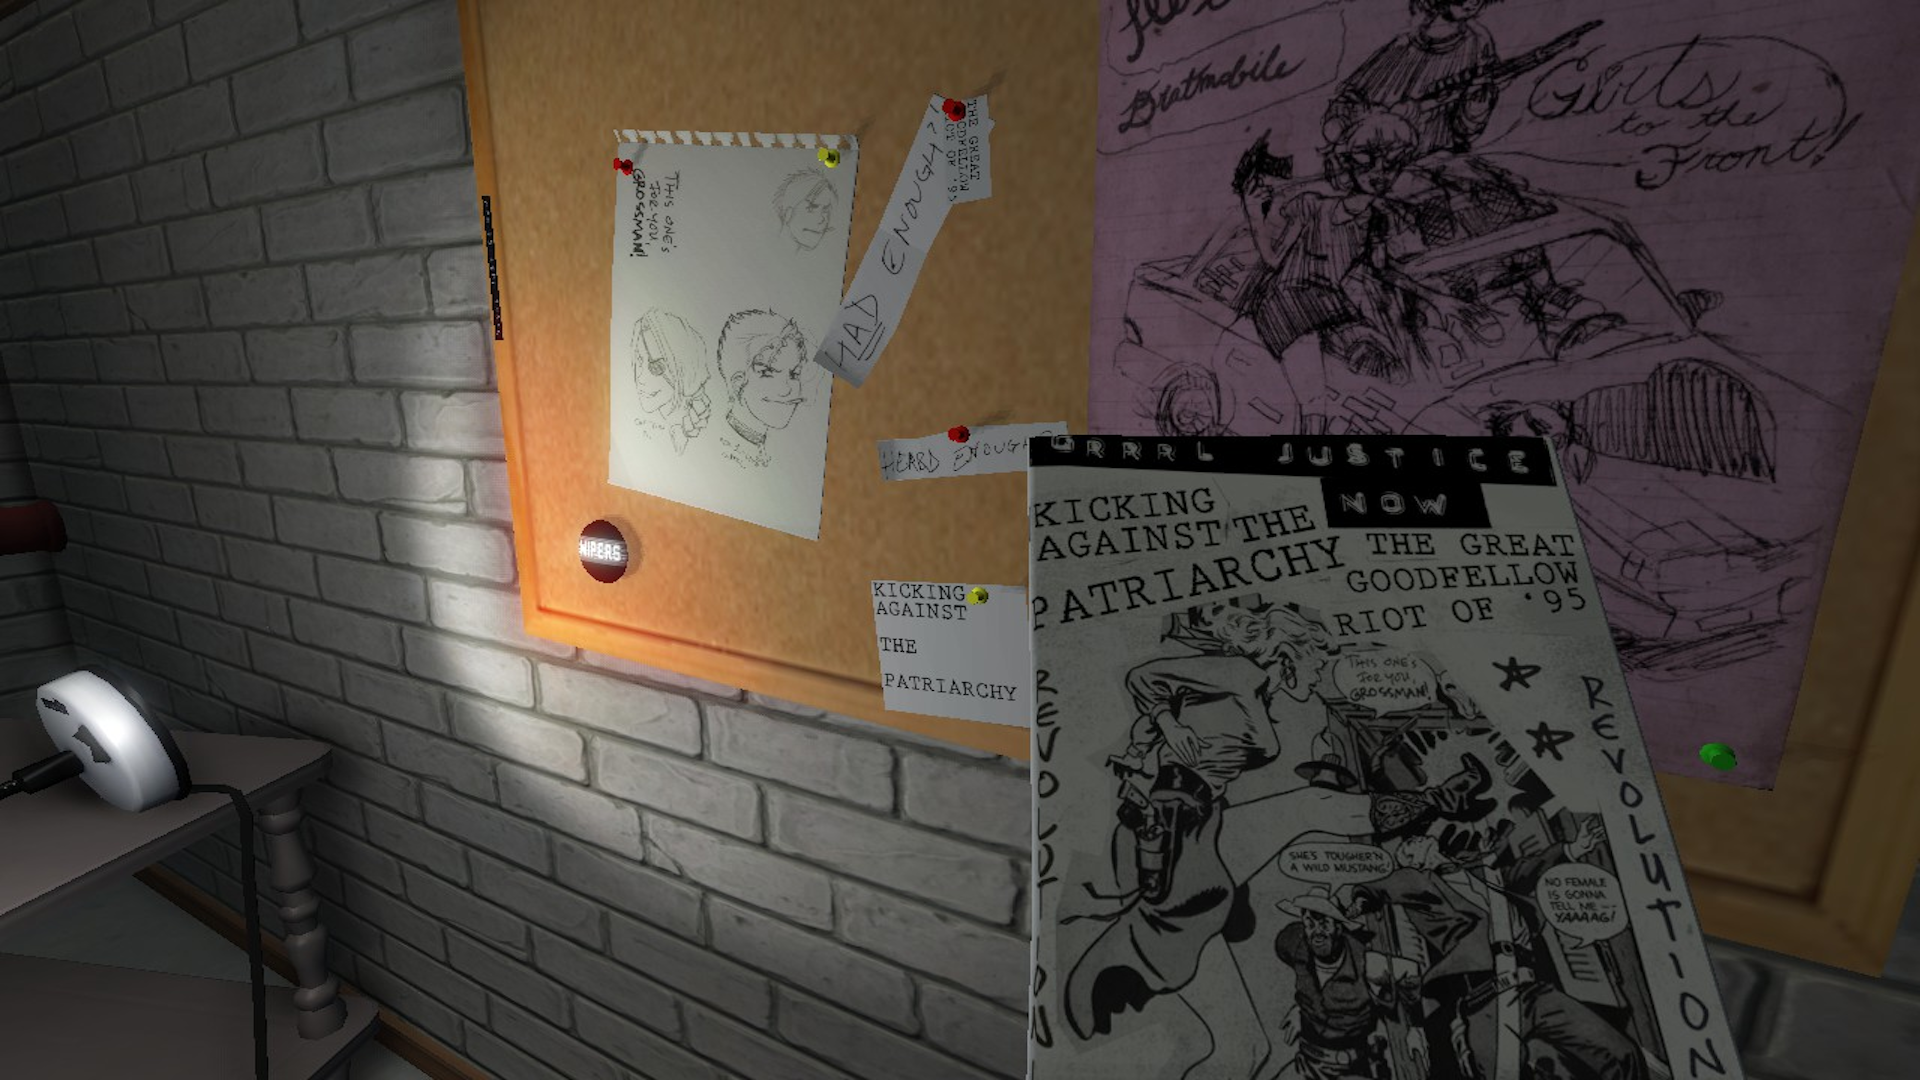 Bratmobile
Girls
to the
Front!
THIS ONE'S
FOR YOU,
GROSSMAN!
HAD ENOUGH?
THE GREAT
GOODFELLOW
RIOT OF '95
HEARD ENOUGH
WIPERS
KICKING
AGAINST
THE
PATRIARCHY
GRRRL JUSTICE
NOW
KICKING
AGAINST THE
PATRIARCHY
THE GREAT
GOODFELLOW
RIOT OF '95
REVOLUTION
THIS ONE'S
FOR YOU,
GROSSMAN!
REVOLUTION
SHE'S TOUGHER'N
A WILD MUSTANG!
NO FEMALE
IS GONNA
TELL ME--
YAAAAG!